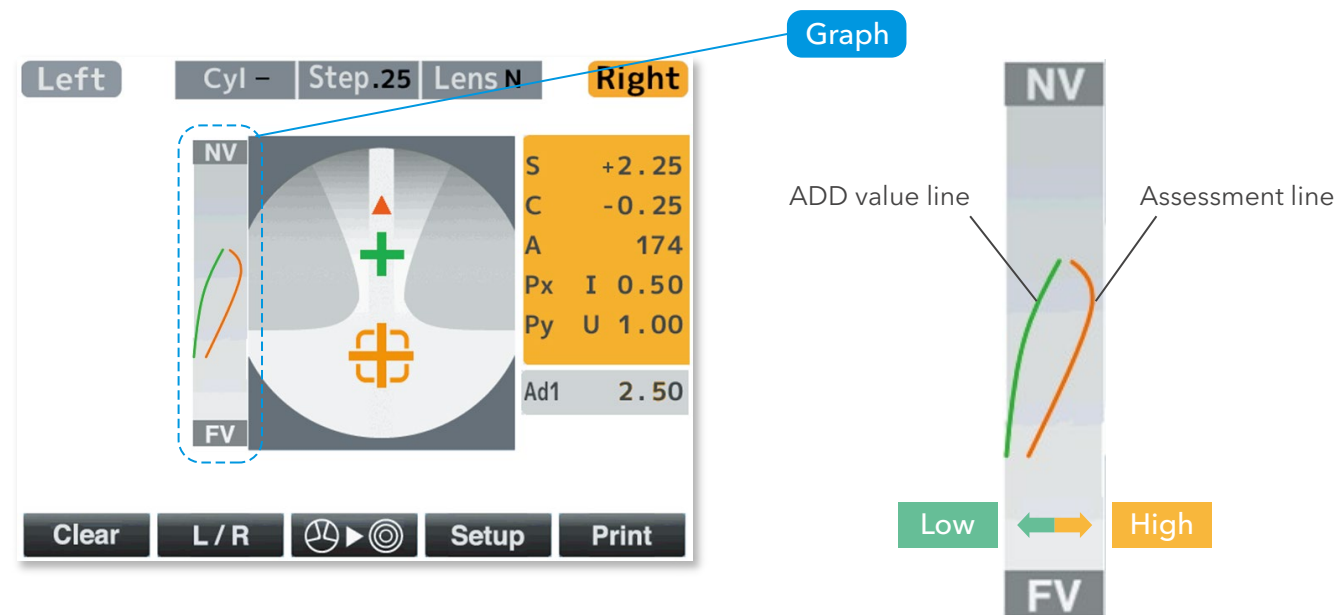 Graph
Left Cyl - Step.25 Lens N Right
NV
S +2.25
C -0.25
A 174
Px I 0.50
Py U 1.00
Ad1 2.50
FV
Clear L / R Setup Print
NV
ADD value line Assessment line
Low High
FV